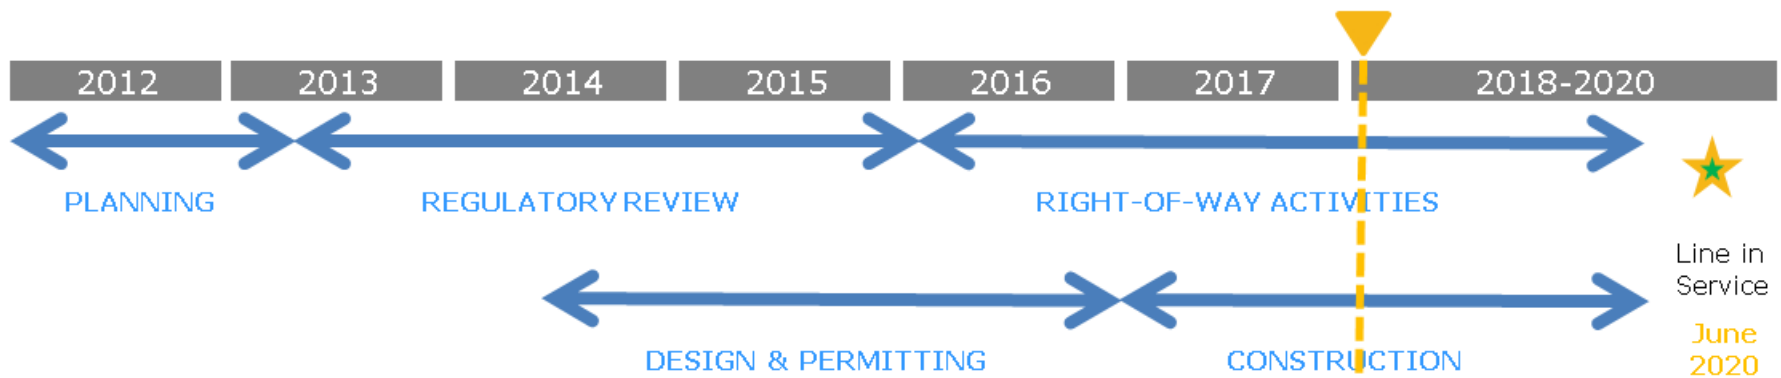 2012 2013 2014 2015 2016 2017 2018-2020
PLANNING REGULATORY REVIEW RIGHT-OF-WAY ACTIVITIES
Line in
Service
DESIGN & PERMITTING CONSTRUCTION
June
2020